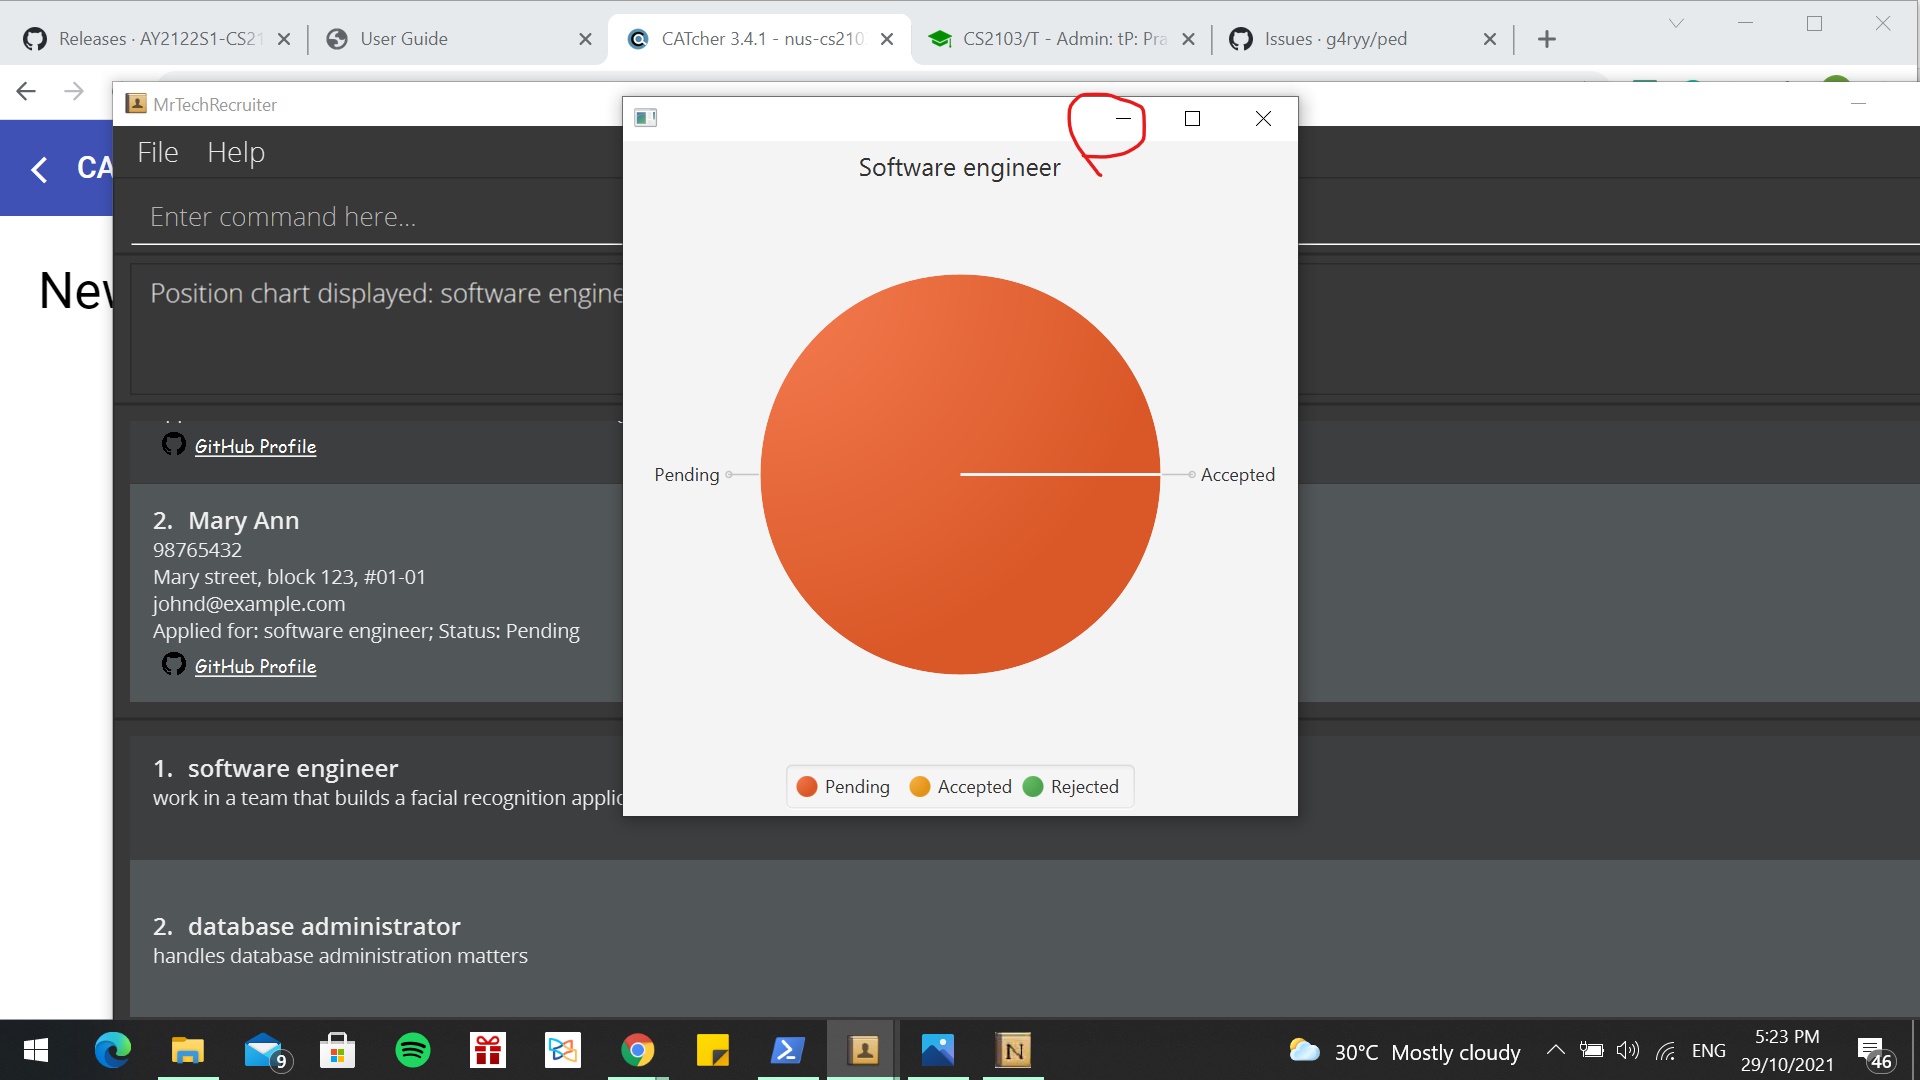 Releases · AY2122S1-CS21
User Guide
CATcher 3.4.1 - nus-cs210
CS2103/T - Admin: tP: Pra
Issues · g4ryy/ped
MrTechRecruiter
File Help
CA
Enter command here...
New
Position chart displayed: software engine
GitHub Profile
2. Mary Ann
98765432
Mary street, block 123, #01-01
johnd@example.com
Applied for: software engineer; Status: Pending
GitHub Profile
1. software engineer
work in a team that builds a facial recognition applic
2. database administrator
handles database administration matters
Software engineer
Pending
Accepted
Pending Accepted Rejected
9
N
30°C Mostly cloudy
ENG
5:23 PM
29/10/2021
46